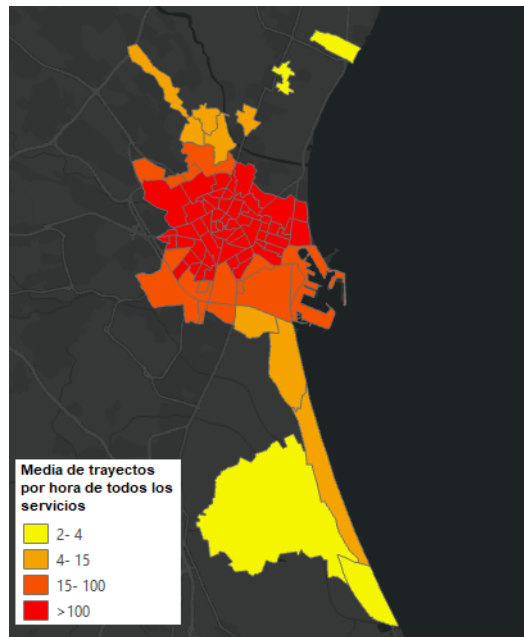 Media de trayectos
por hora de todos los
servicios
2- 4
4- 15
15- 100
>100